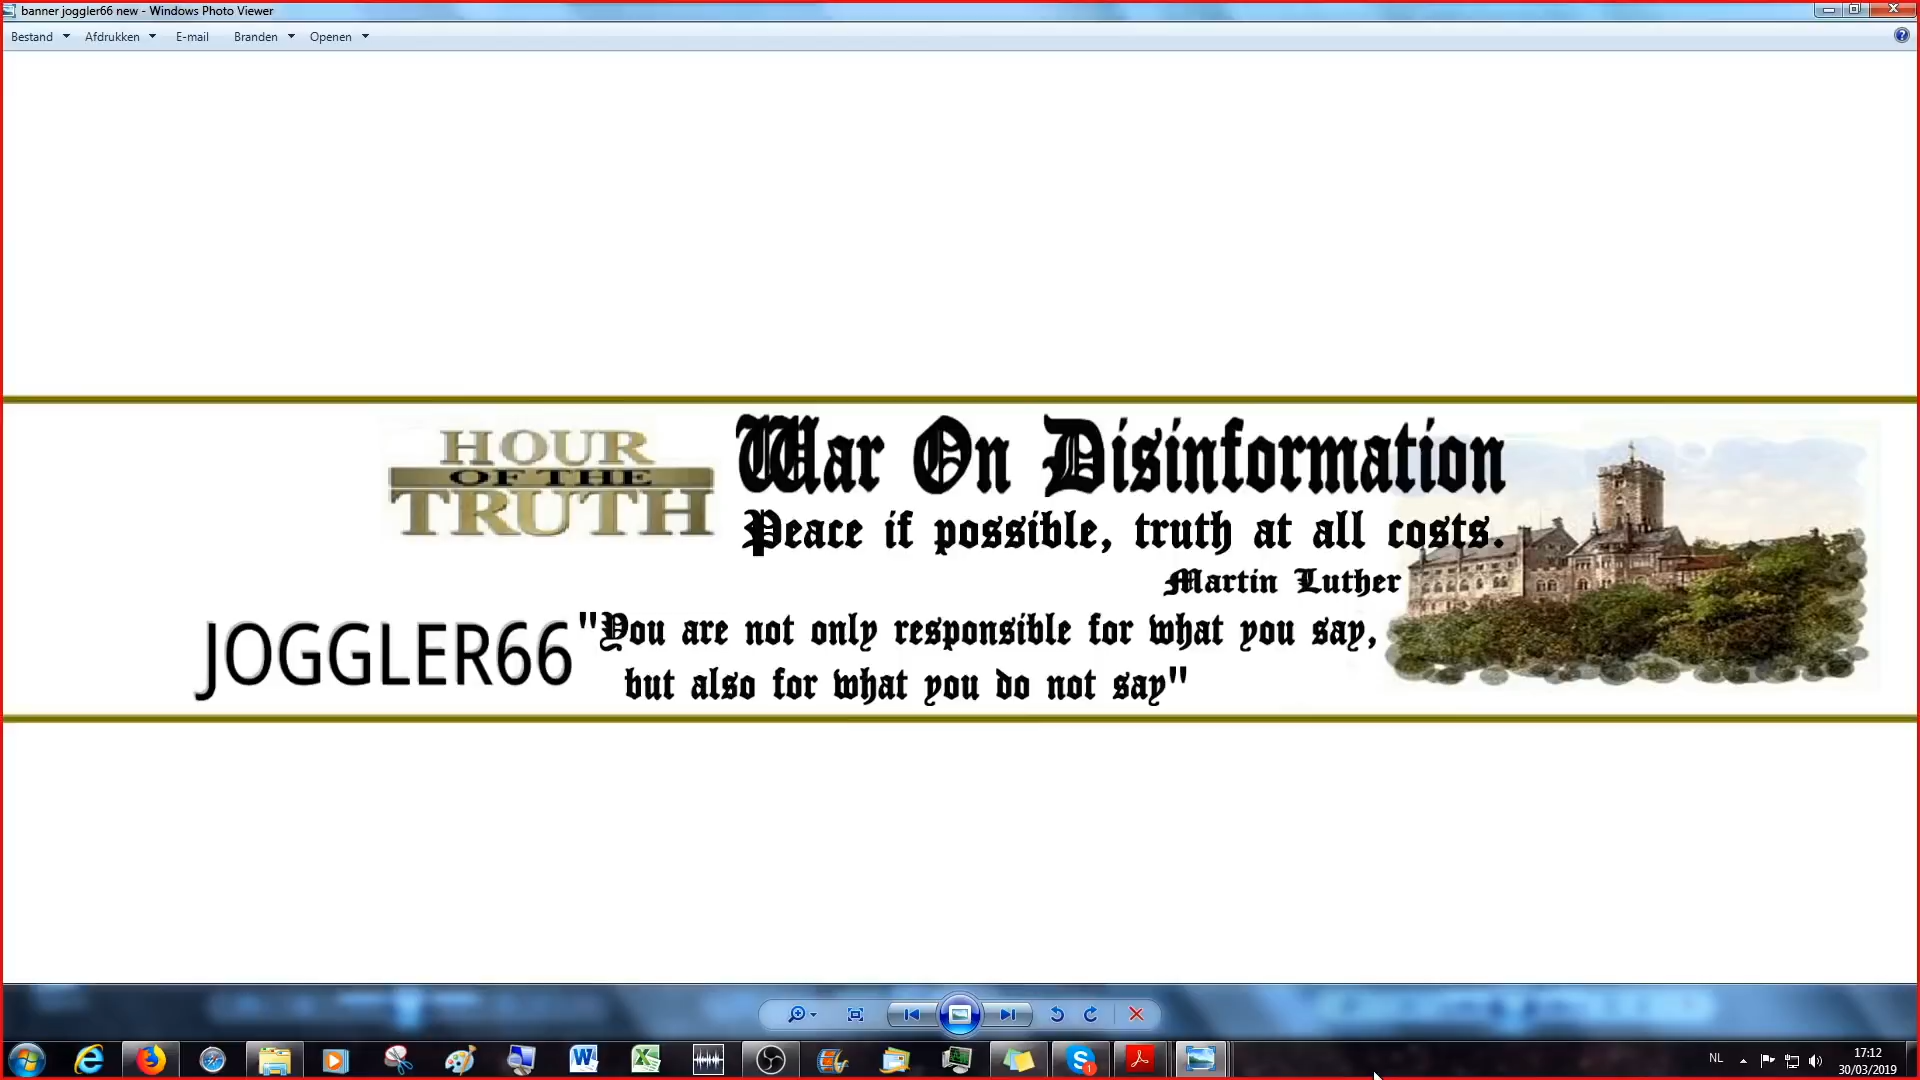 banner joggler66 new - Windows Photo Viewer
Bestand Afdrukken E-mail Branden Openen
HOUR
OF THE
TRUTH
War On Disinformation
Peace if possible, truth at all costs.
Martin Luther
JOGGLER66
"You are not only responsible for what you say,
but also for what you do not say"
NL
17:12
30/03/2019